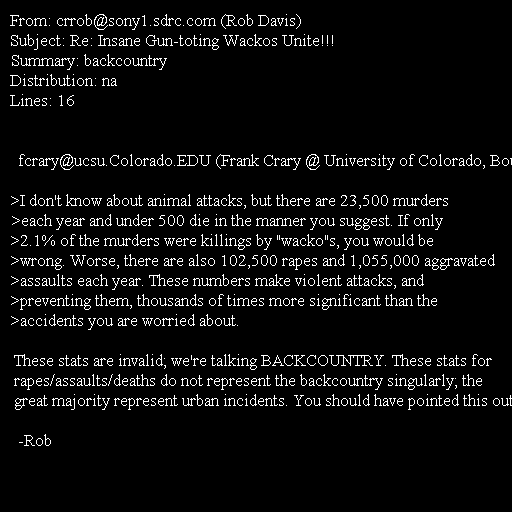 From: crrob@sony1.sdrc.com (Rob Davis)
Subject: Re: Insane Gun-toting Wackos Unite!!!
Summary: backcountry
Distribution: na
Lines: 16
fcrary@ucsu.Colorado.EDU (Frank Crary @ University of Colorado,
>I don't know about animal attacks, but there are 23,500 murders
>each year and under 500 die in the manner you suggest. If only
>2.1% of the murders were killings by "wacko"s, you would be
>wrong. Worse, there are also 102,500 rapes and 1,055,000 aggravated
>assaults each year. These numbers make violent attacks, and
>preventing them, thousands of times more significant than the
>accidents you are worried about.
These stats are invalid; we're talking BACKCOUNTRY. These stats for
rapes/assaults/deaths do not represent the backcountry singularly; the
great majority represent urban incidents. You should have pointed this out
-Rob